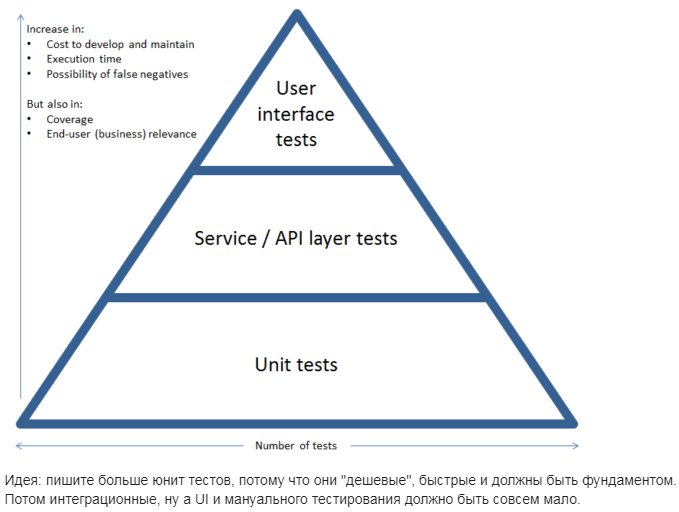 Increase in:
• Cost to develop and maintain
• Execution time
• Possibility of false negatives
But also in:
• Coverage
• End-user (business) relevance
User
interface
tests
Service / API layer tests
Unit tests
Number of tests
Идея: пишите больше юнит тестов, потому что они "дешевые", быстрые и должны быть фундаментом.
Потом интеграционные, ну а UI и мануального тестирования должно быть совсем мало.